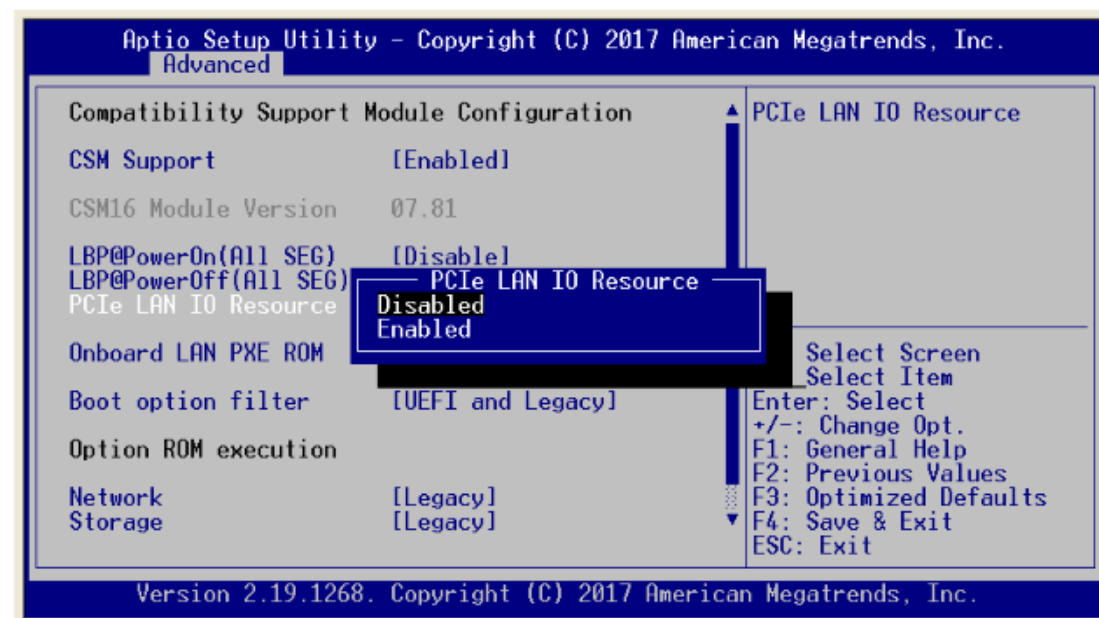 Aptio Setup Utility - Copyright (C) 2017 American Megatrends, Inc.
Advanced
Compatibility Support Module Configuration
CSM Support [Enabled]
CSM16 Module Version 07.81
LBP@PowerOn(All SEG) [Disable]
LBP@PowerOff(All SEG)
PCIe LAN IO Resource
Onboard LAN PXE ROM
Boot option filter [UEFI and Legacy]
Option ROM execution
Network [Legacy]
Storage [Legacy]
PCIe LAN IO Resource
Disabled
Enabled
PCIe LAN IO Resource
Select Screen
Select Item
Enter: Select
+/-: Change Opt.
F1: General Help
F2: Previous Values
F3: Optimized Defaults
F4: Save & Exit
ESC: Exit
Version 2.19.1268. Copyright (C) 2017 American Megatrends, Inc.